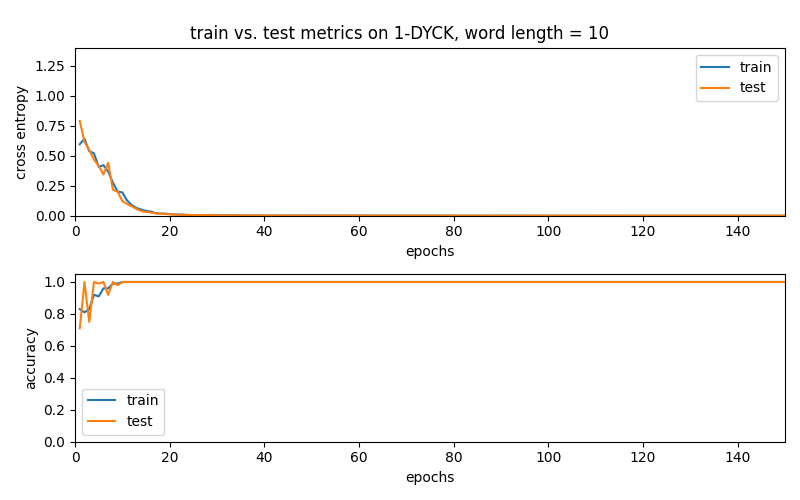 train vs. test metrics on 1-DYCK, word length = 10
1.25
1.00
0.75
0.50
0.25
0.00
cross entropy
train
test
0 20 40 60 80 100 120 140
epochs
1.0
0.8
0.6
0.4
0.2
0.0
accuracy
train
test
0 20 40 60 80 100 120 140
epochs